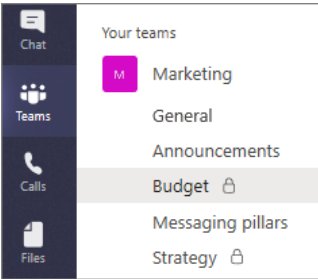 Chat
Teams
Calls
Files
Your teams
M
Marketing
General
Announcements
Budget
Messaging pillars
Strategy